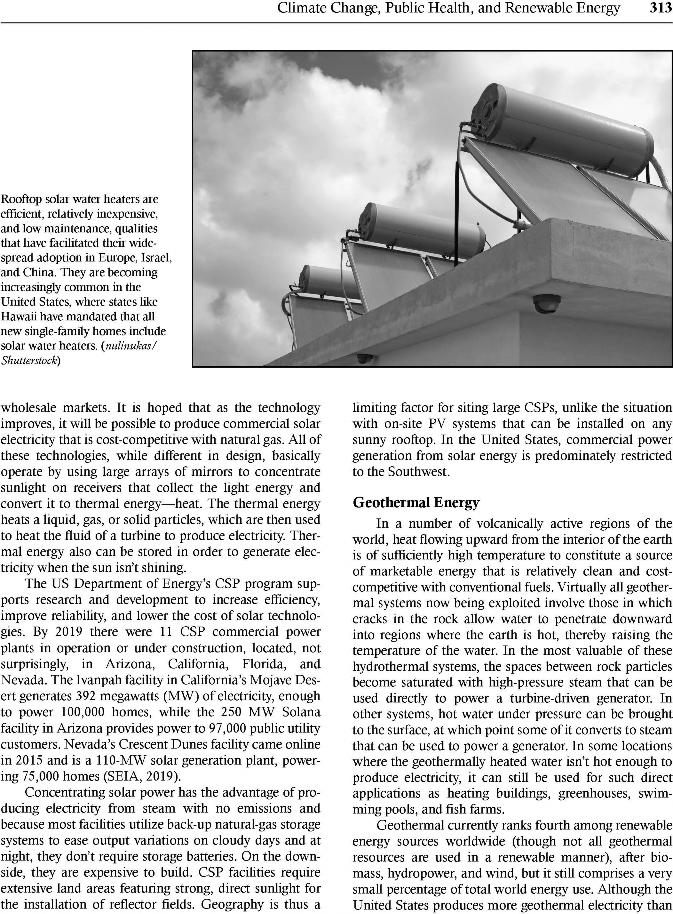 Climate Change, Public Health, and Renewable Energy 313
Rooftop solar water heaters are
efficient, relatively inexpensive,
and low maintenance, qualities
that have facilitated their wide-
spread adoption in Europe, Israel,
and China. They are becoming
increasingly common in the
United States, where states like
Hawaii have mandated that all
new single-family homes include
solar water heaters. (nulinukas/
Shutterstock)
wholesale markets. It is hoped that as the technology
improves, it will be possible to produce commercial solar
electricity that is cost-competitive with natural gas. All of
these technologies, while different in design, basically
operate by using large arrays of mirrors to concentrate
sunlight on receivers that collect the light energy and
convert it to thermal energy—heat. The thermal energy
heats a liquid, gas, or solid particles, which are then used
to heat the fluid of a turbine to produce electricity. Ther-
mal energy also can be stored in order to generate elec-
tricity when the sun isn't shining.
The US Department of Energy's CSP program sup-
ports research and development to increase efficiency,
improve reliability, and lower the cost of solar technolo-
gies. By 2019 there were 11 CSP commercial power
plants in operation or under construction, located, not
surprisingly, in Arizona, California, Florida, and
Nevada. The Ivanpah facility in California's Mojave Des-
ert generates 392 megawatts (MW) of electricity, enough
to power 100,000 homes, while the 250 MW Solana
facility in Arizona provides power to 97,000 public utility
customers. Nevada's Crescent Dunes facility came online
in 2015 and is a 110-MW solar generation plant, power-
ing 75,000 homes (SEIA, 2019).
Concentrating solar power has the advantage of pro-
ducing electricity from steam with no emissions and
because most facilities utilize back-up natural-gas storage
systems to ease output variations on cloudy days and at
night, they don't require storage batteries. On the down-
side, they are expensive to build. CSP facilities require
extensive land areas featuring strong, direct sunlight for
the installation of reflector fields. Geography is thus a
limiting factor for siting large CSPs, unlike the situation
with on-site PV systems that can be installed on any
sunny rooftop. In the United States, commercial power
generation from solar energy is predominately restricted
to the Southwest.
Geothermal Energy
In a number of volcanically active regions of the
world, heat flowing upward from the interior of the earth
is of sufficiently high temperature to constitute a source
of marketable energy that is relatively clean and cost-
competitive with conventional fuels. Virtually all geother-
mal systems now being exploited involve those in which
cracks in the rock allow water to penetrate downward
into regions where the earth is hot, thereby raising the
temperature of the water. In the most valuable of these
hydrothermal systems, the spaces between rock particles
become saturated with high-pressure steam that can be
used directly to power a turbine-driven generator. In
other systems, hot water under pressure can be brought
to the surface, at which point some of it converts to steam
that can be used to power a generator. In some locations
where the geothermally heated water isn't hot enough to
produce electricity, it can still be used for such direct
applications as heating buildings, greenhouses, swim-
ming pools, and fish farms.
Geothermal currently ranks fourth among renewable
energy sources worldwide (though not all geothermal
resources are used in a renewable manner), after bio-
mass, hydropower, and wind, but it still comprises a very
small percentage of total world energy use. Although the
United States produces more geothermal electricity than